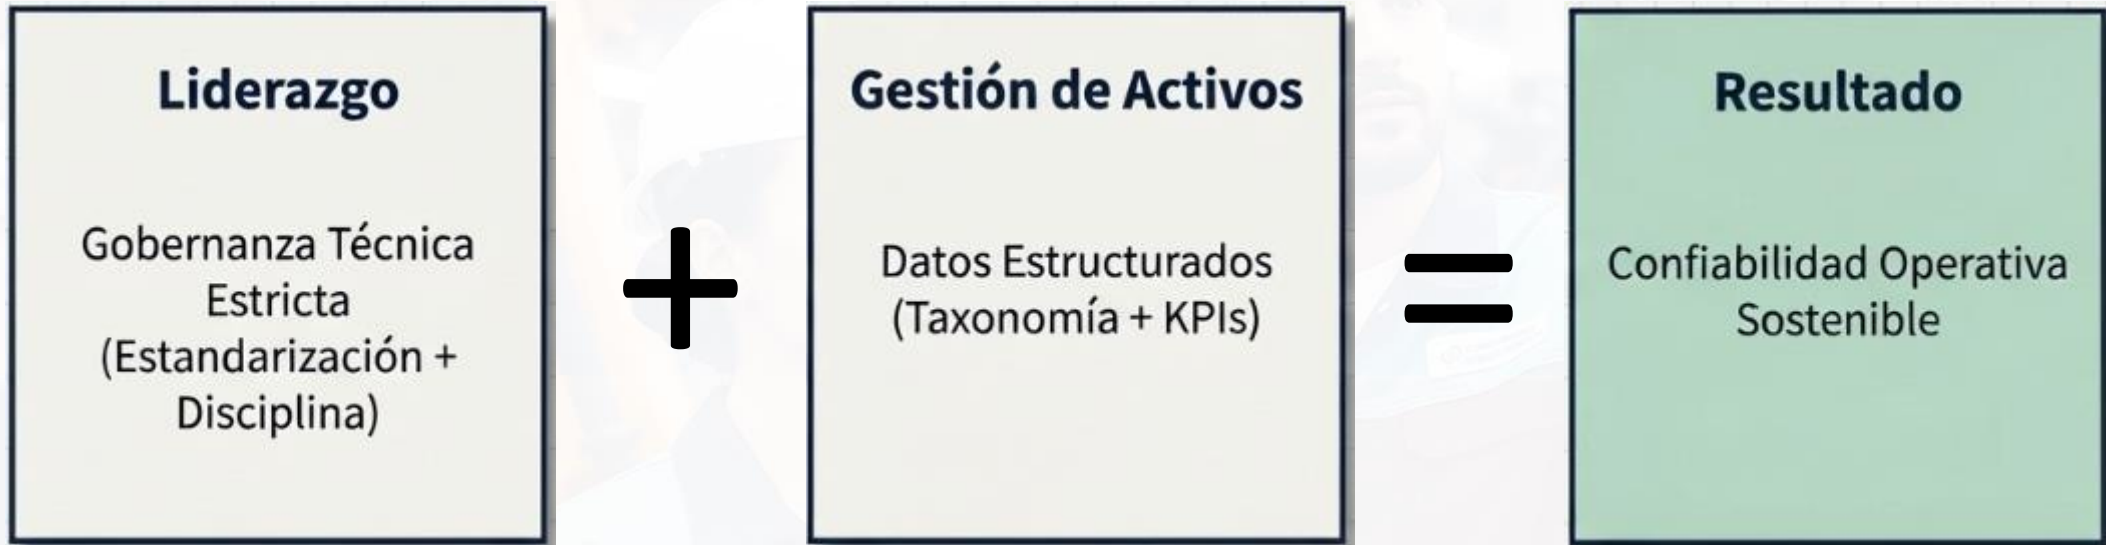 Liderazgo
Gobernanza Técnica
Estricta
(Estandarización +
Disciplina)
+
Gestión de Activos
Datos Estructurados
(Taxonomía + KPIs)
=
Resultado
Confiabilidad Operativa
Sostenible